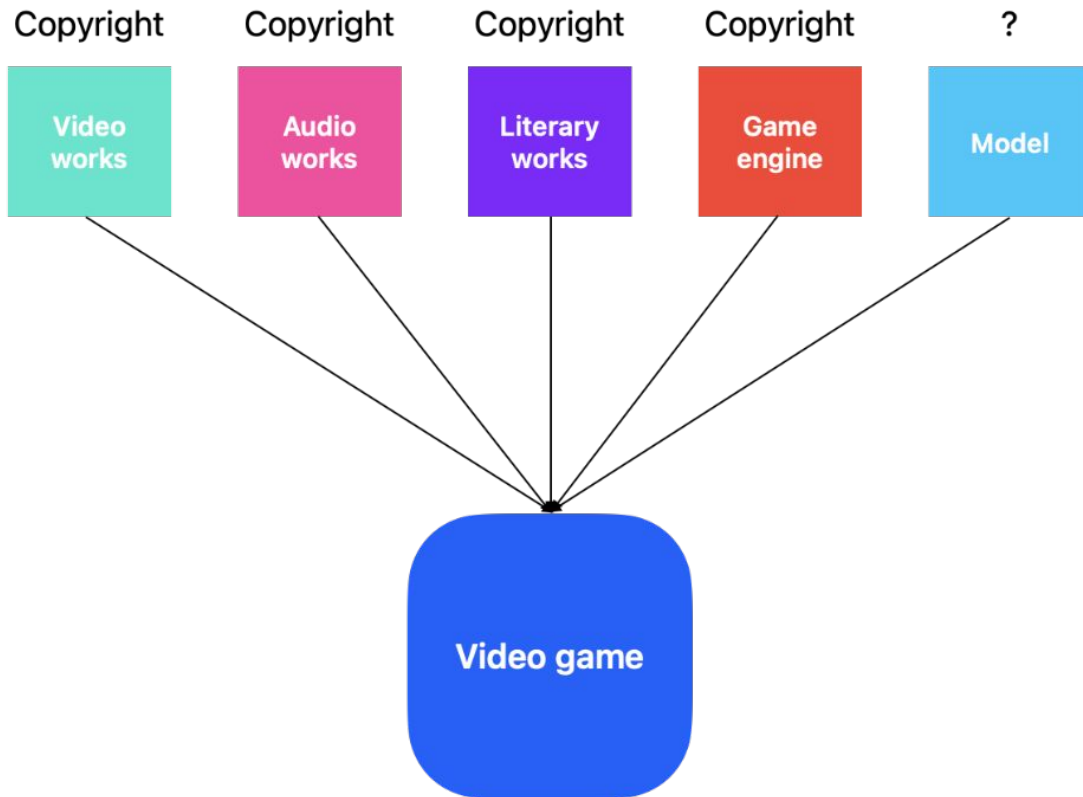 Copyright
Copyright
Copyright
Copyright
?
Video
works
Audio
works
Literary
works
Game
engine
Model
Video game